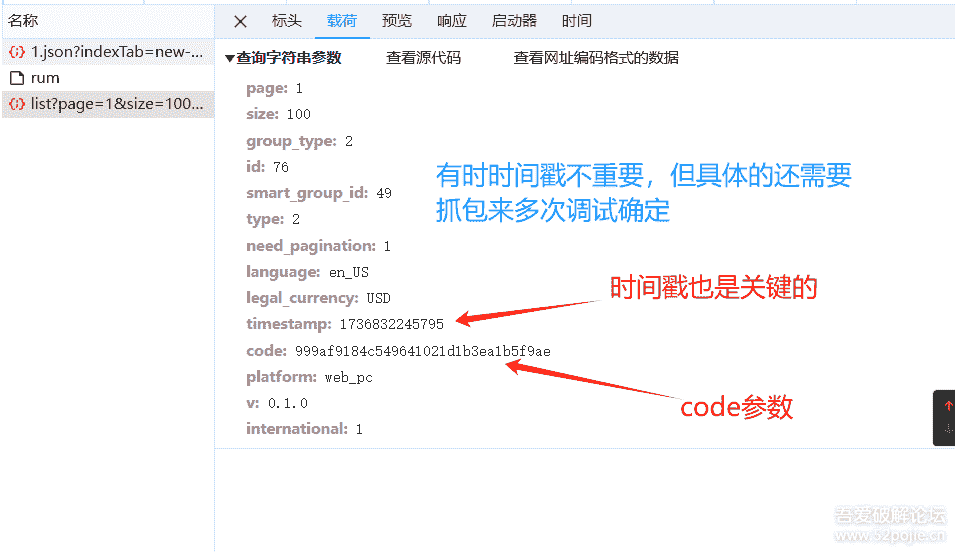 名称
标头 载荷 预览 响应 启动器 时间
1.json?indexTab=new-...
rum
list?page=1&size=100...
▼查询字符串参数 查看源代码 查看网址编码格式的数据
page: 1
size: 100
group_type: 2
id: 76
smart_group_id: 49
type: 2
need_pagination: 1
language: en_US
legal_currency: USD
timestamp: 1736832245795
code: 999af9184c549641021d1b3ea1b5f9ae
platform: web_pc
v: 0.1.0
international: 1
有时时间戳不重要，但具体的还需要
抓包来多次调试确定
时间戳也是关键的
code参数
吾爱破解论坛
www.52pojie.cn